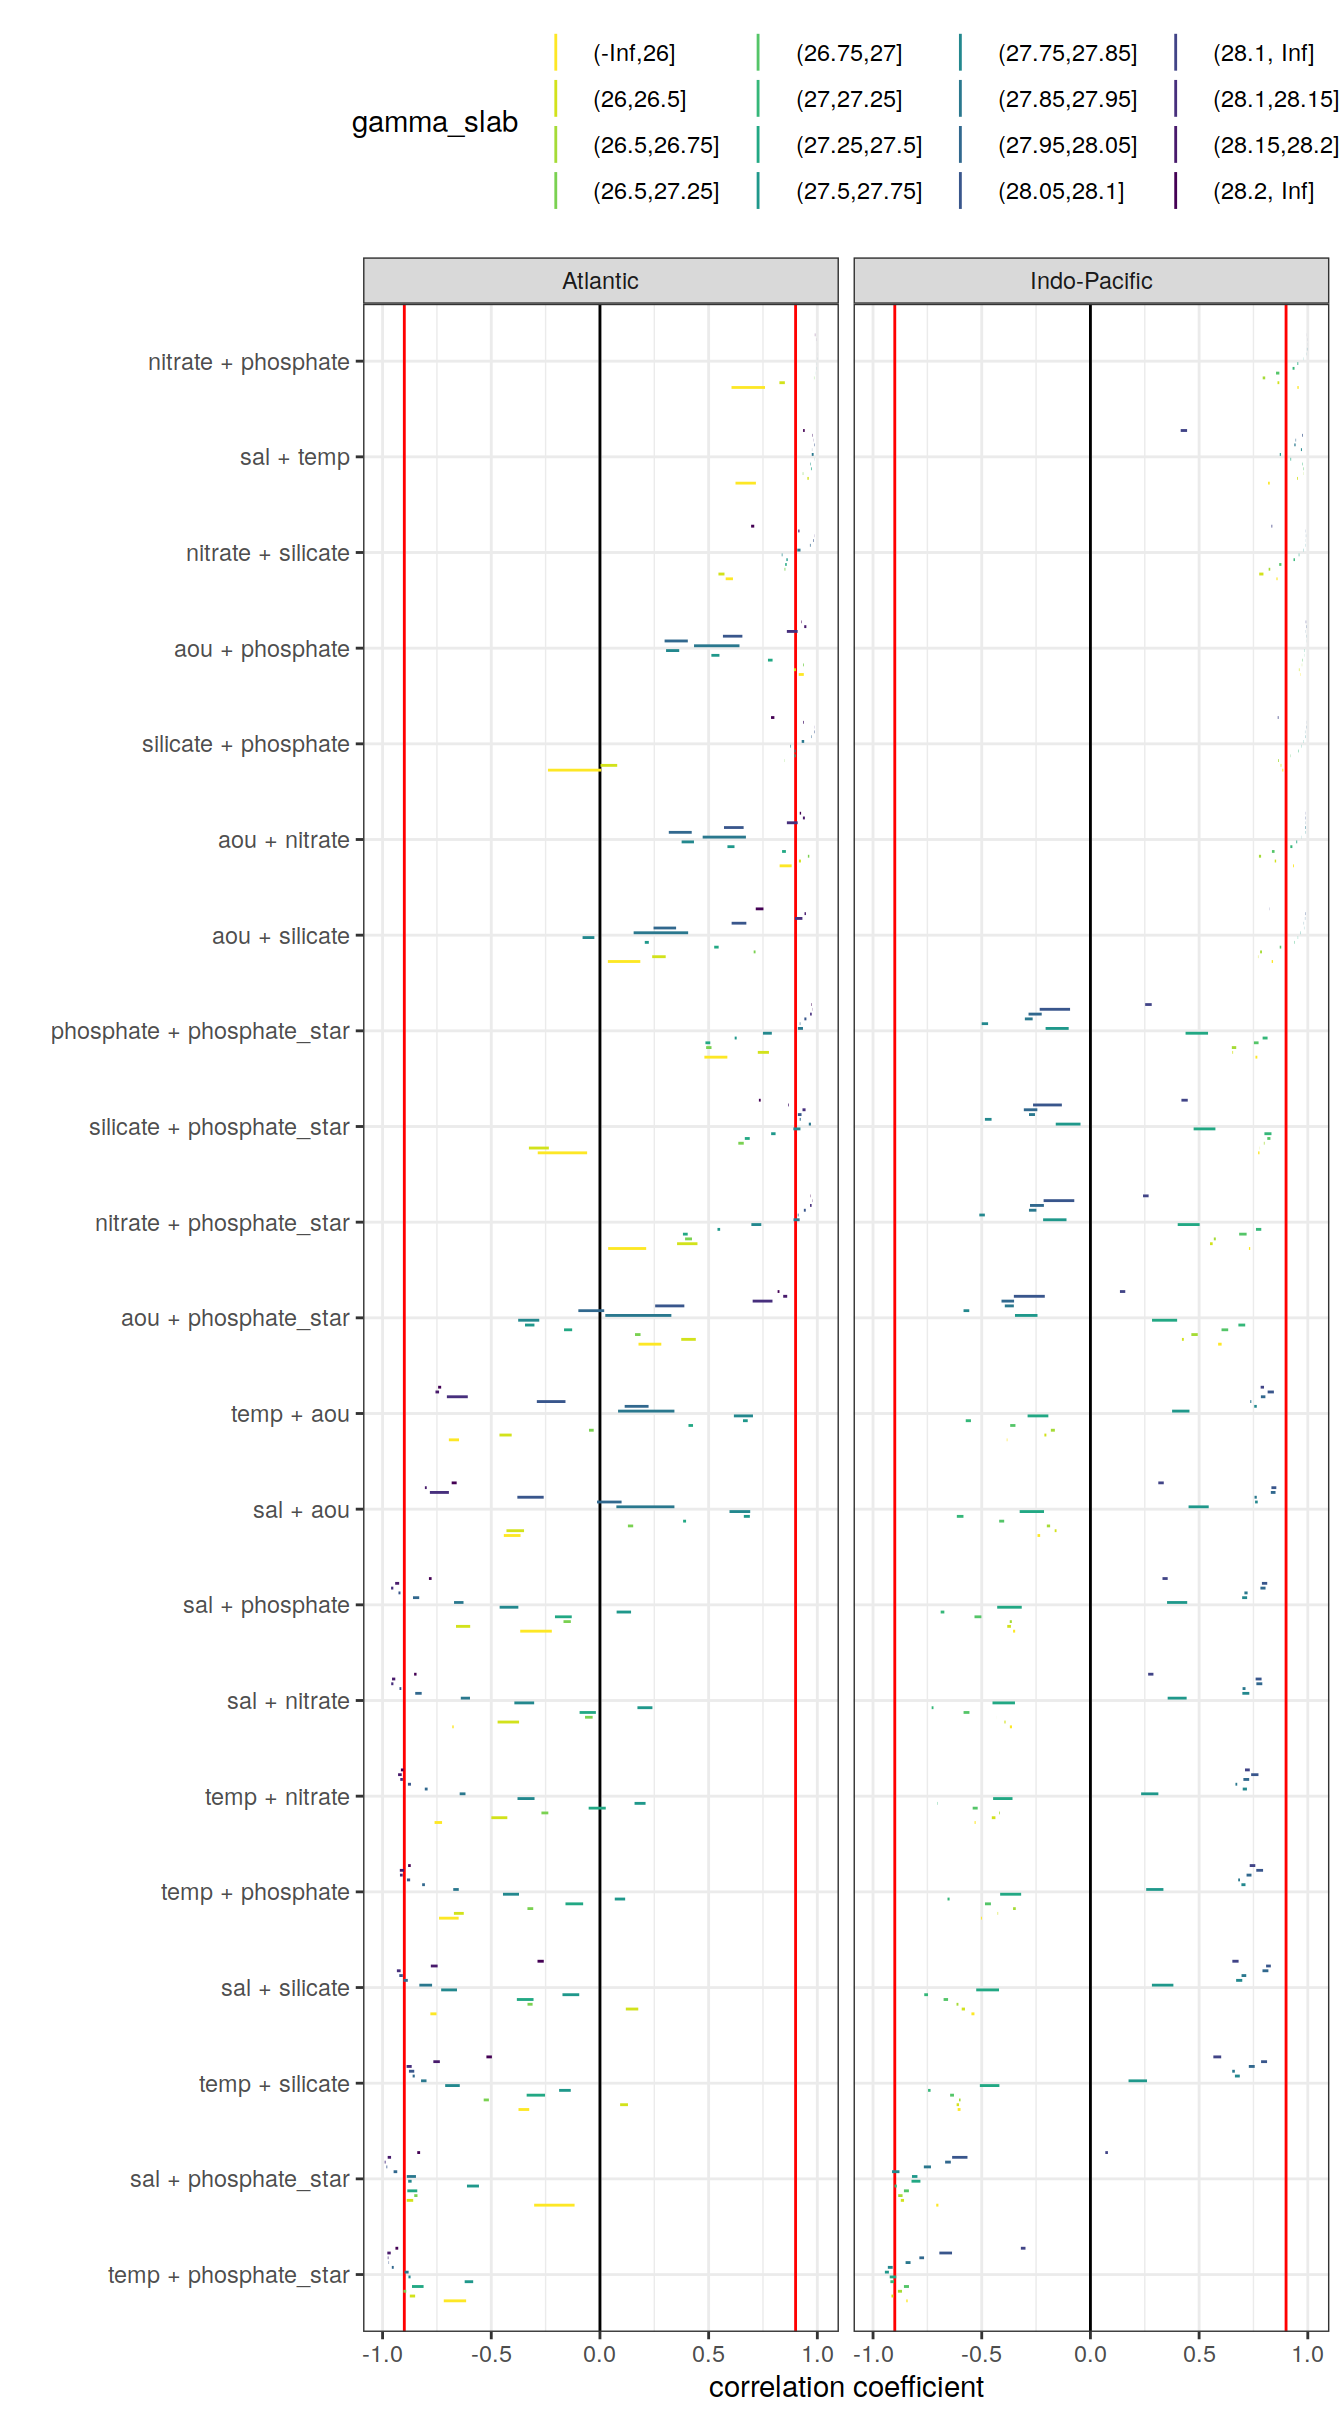 gamma_slab
(-Inf,26] (26.75,27] (27.75,27.85] (28.1, Inf]
(26,26.5] (27,27.25] (27.85,27.95] (28.1,28.15]
(26.5,26.75] (27.25,27.5] (27.95,28.05] (28.15,28.2]
(26.5,27.25] (27.5,27.75] (28.05,28.1] (28.2, Inf]
Atlantic Indo-Pacific
nitrate + phosphate
sal + temp
nitrate + silicate
aou + phosphate
silicate + phosphate
aou + nitrate
aou + silicate
phosphate + phosphate_star
silicate + phosphate_star
nitrate + phosphate_star
aou + phosphate_star
temp + aou
sal + aou
sal + phosphate
sal + nitrate
temp + nitrate
temp + phosphate
sal + silicate
temp + silicate
sal + phosphate_star
temp + phosphate_star
-1.0 -0.5 0.0 0.5 1.0 -1.0 -0.5 0.0 0.5 1.0
correlation coefficient